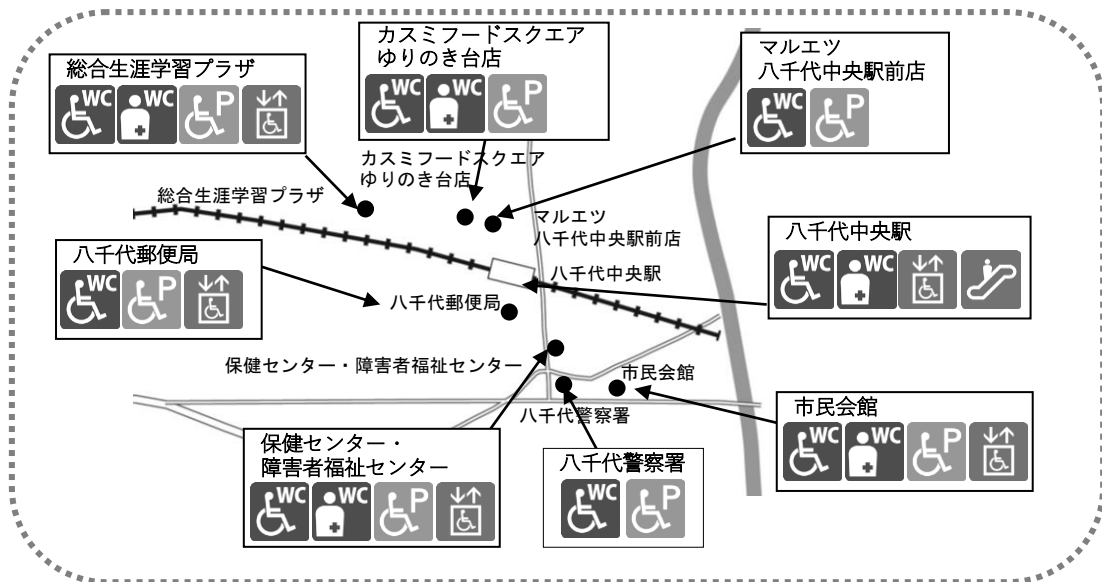 カスミフードスクエア
ゆりのき台店
WC WC P
マルエツ
八千代中央駅前店
WC P
総合生涯学習プラザ
WC WC P
カスミフードスクエア
ゆりのき台店
総合生涯学習プラザ
マルエツ
八千代中央駅前店
八千代中央駅
WC WC
八千代郵便局
WC P
八千代中央駅
八千代郵便局
保健センター・障害者福祉センター
市民会館
八千代警察署
市民会館
WC WC P
保健センター・
障害者福祉センター
WC WC P
八千代警察署
WC P